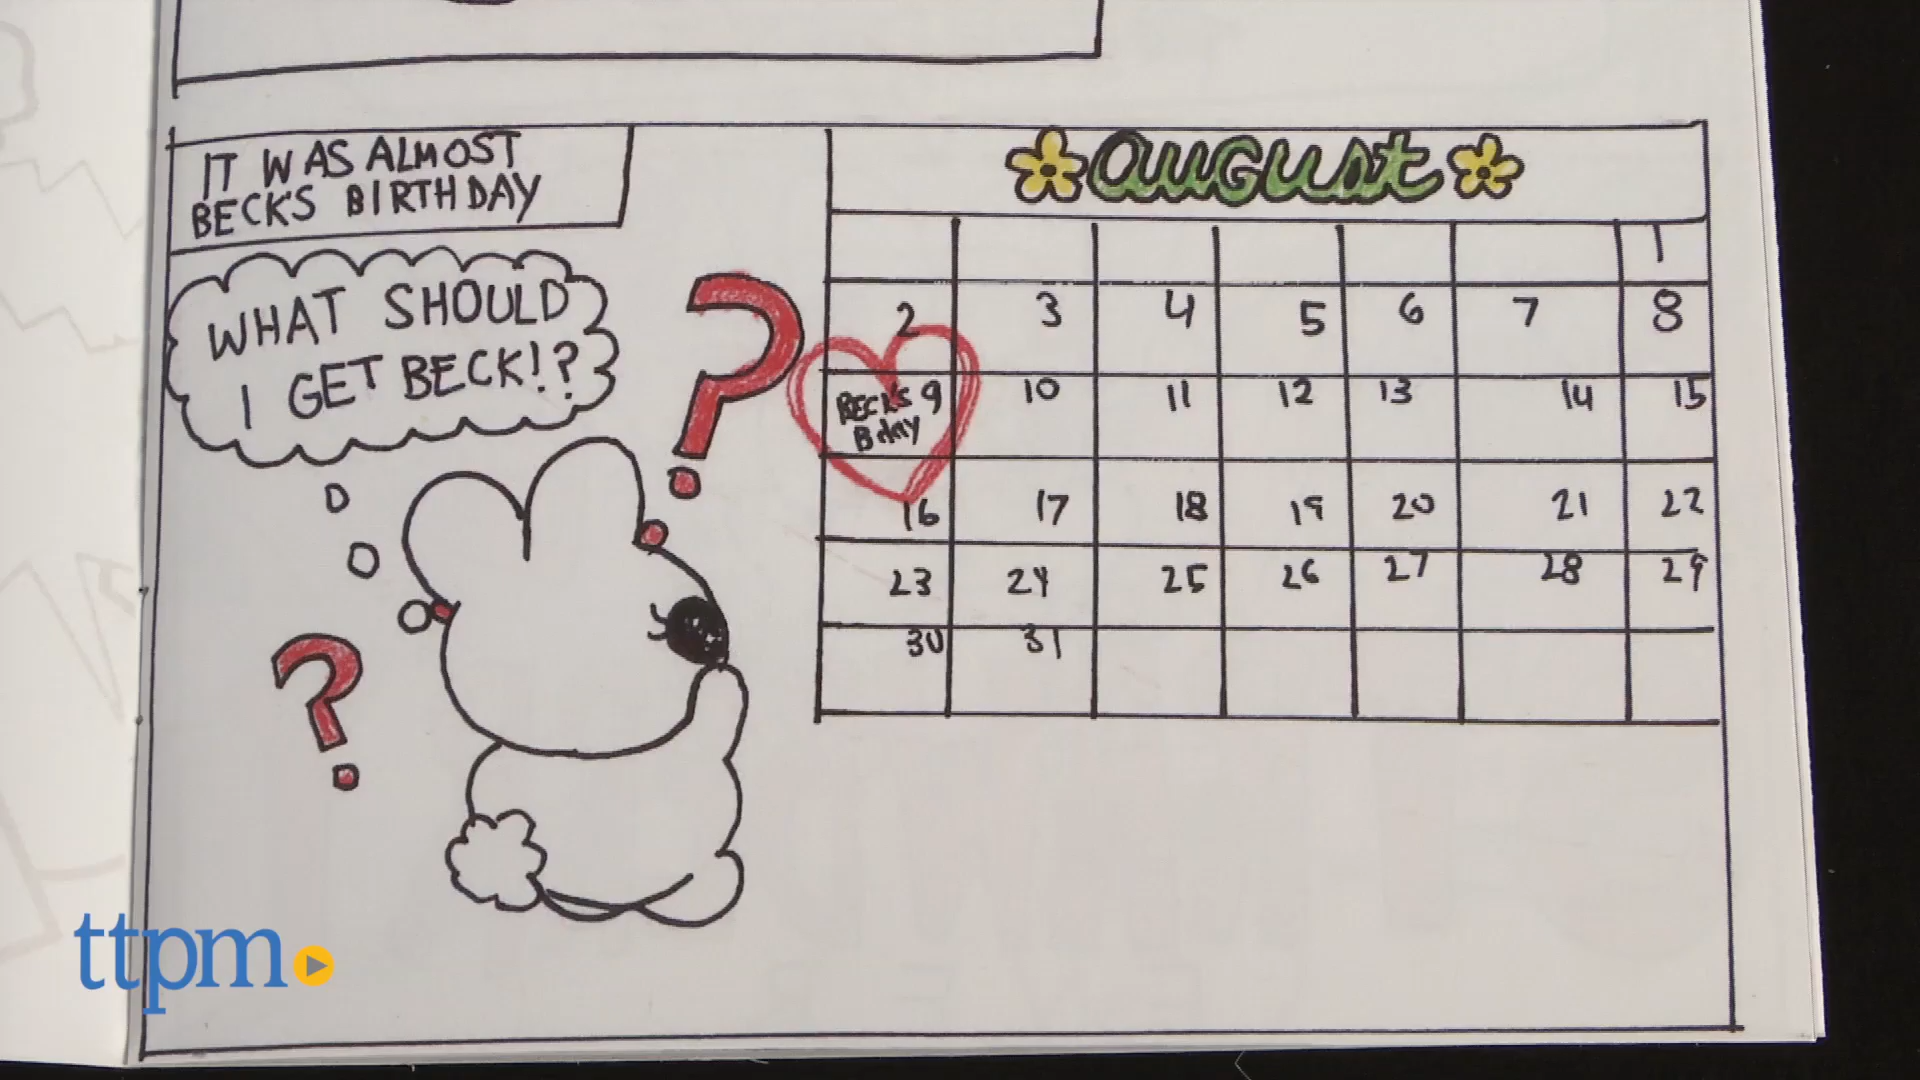 IT WAS ALMOST
BECK'S BIRTHDAY
WHAT SHOULD
I GET BECK!?
?
?
august
1
2 3 4 5 6 7 8
BECK'S 9 10 11 12 13 14 15
Bday
16 17 18 19 20 21 22
23 24 25 26 27 28 29
30 31
ttpm